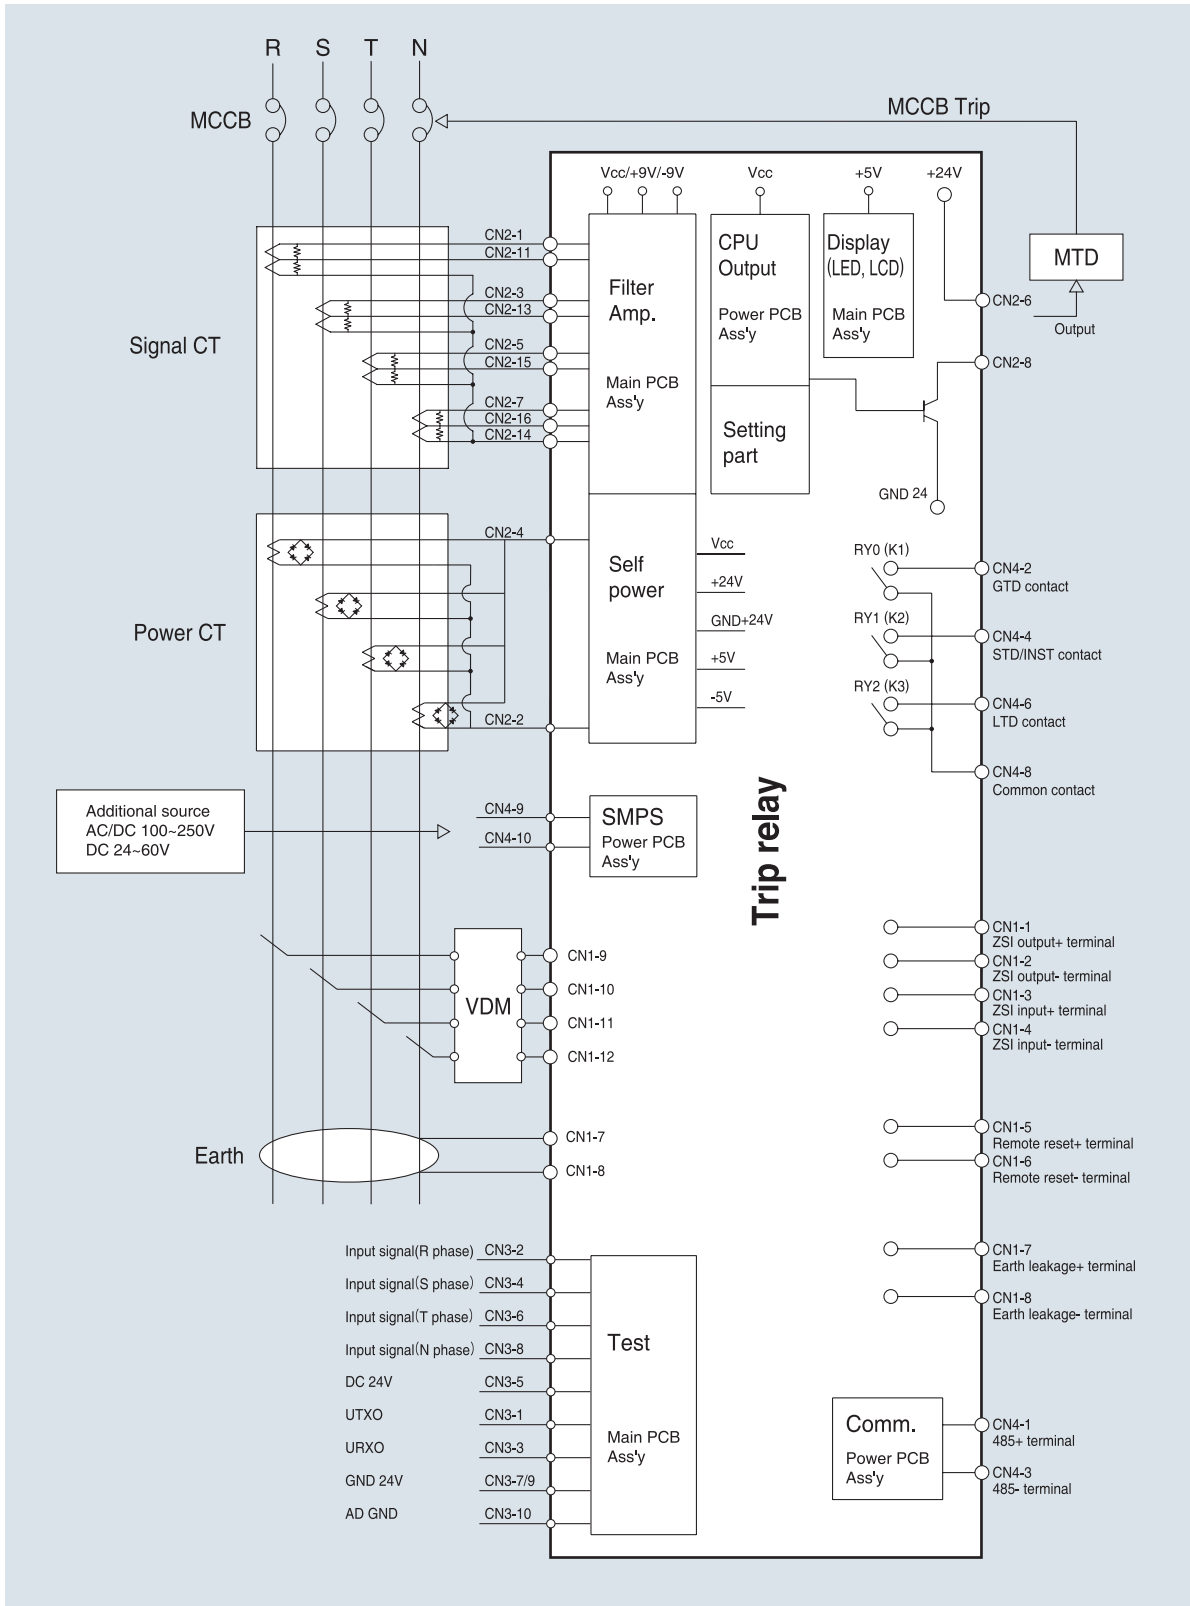 R S T N
MCCB
MCCB Trip
Vcc/+9V/-9V
Vcc
+5V
+24V
CN2-1
CN2-11
CN2-3
CN2-13
CN2-5
CN2-15
CN2-7
CN2-16
CN2-14
Signal CT
Filter
Amp.
Main PCB
Ass'y
CPU
Output
Power PCB
Ass'y
Setting
part
Display
(LED, LCD)
Main PCB
Ass'y
MTD
Output
CN2-6
CN2-8
GND 24
Power CT
CN2-4
CN2-2
Self
power
Main PCB
Ass'y
Vcc
+24V
GND+24V
+5V
-5V
RY0 (K1)
RY1 (K2)
RY2 (K3)
CN4-2
GTD contact
CN4-4
STD/INST contact
CN4-6
LTD contact
CN4-8
Common contact
Additional source
AC/DC 100~250V
DC 24~60V
CN4-9
CN4-10
SMPS
Power PCB
Ass'y
Trip relay
VDM
CN1-9
CN1-10
CN1-11
CN1-12
CN1-1
ZSI output+ terminal
CN1-2
ZSI output- terminal
CN1-3
ZSI input+ terminal
CN1-4
ZSI input- terminal
Earth
CN1-7
CN1-8
CN1-5
Remote reset+ terminal
CN1-6
Remote reset- terminal
CN1-7
Earth leakage+ terminal
CN1-8
Earth leakage- terminal
Input signal(R phase) CN3-2
Input signal(S phase) CN3-4
Input signal(T phase) CN3-6
Input signal(N phase) CN3-8
DC 24V CN3-5
UTXO CN3-1
URXO CN3-3
GND 24V CN3-7/9
AD GND CN3-10
Test
Main PCB
Ass'y
Comm.
Power PCB
Ass'y
CN4-1
485+ terminal
CN4-3
485- terminal